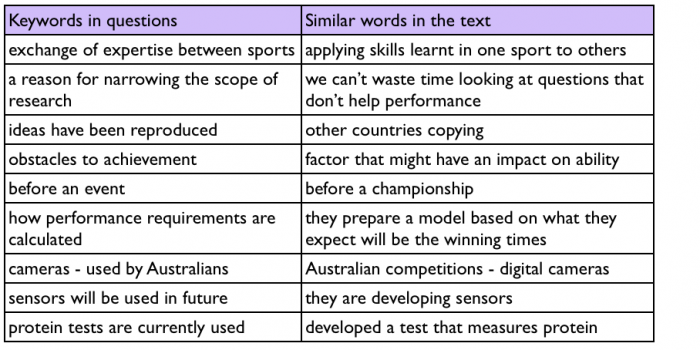 Keywords in questions
Similar words in the text
exchange of expertise between sports
applying skills learnt in one sport to others
a reason for narrowing the scope of
research
we can't waste time looking at questions that
don't help performance
ideas have been reproduced
other countries copying
obstacles to achievement
factor that might have an impact on ability
before an event
before a championship
how performance requirements are
calculated
they prepare a model based on what they
expect will be the winning times
cameras - used by Australians
Australian competitions - digital cameras
sensors will be used in future
they are developing sensors
protein tests are currently used
developed a test that measures protein